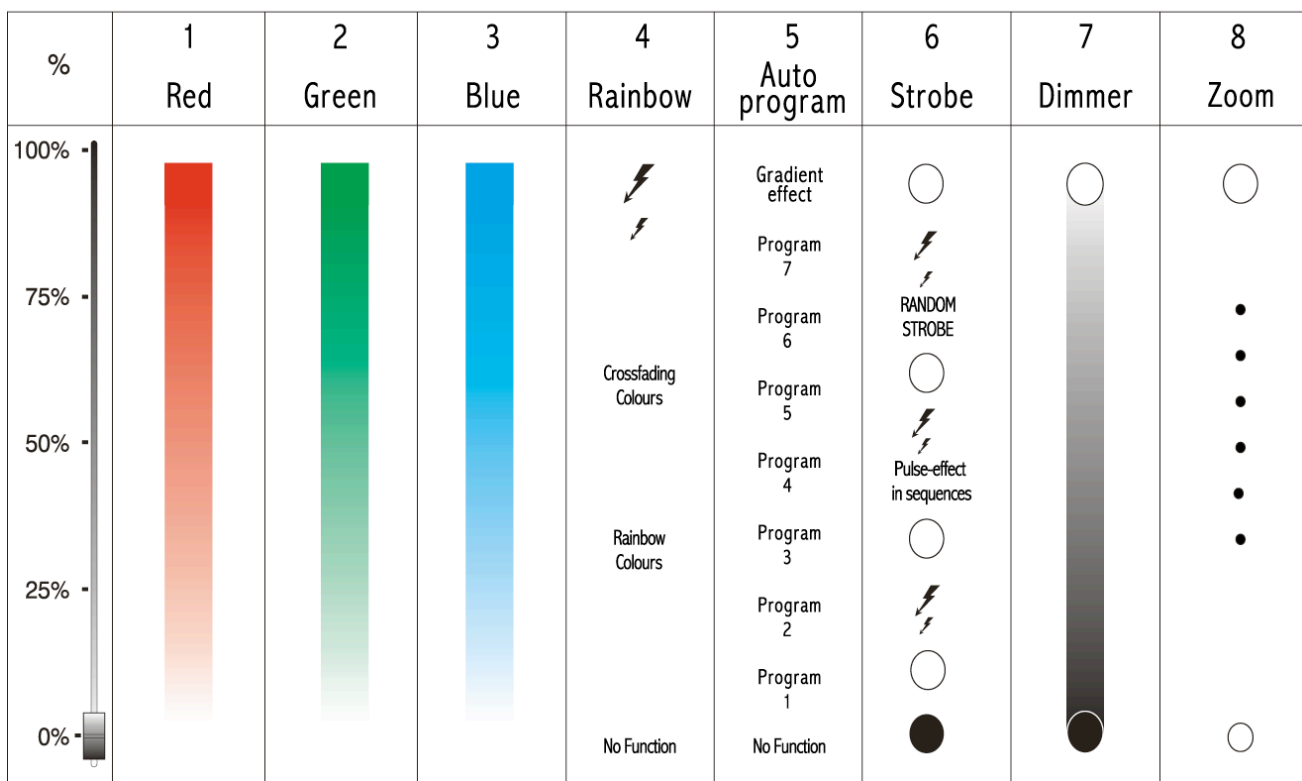 %
1
Red
2
Green
3
Blue
4
Rainbow
5
Auto
program
6
Strobe
7
Dimmer
8
Zoom
100%
75%
50%
25%
0%
Crossfading
Colours
Rainbow
Colours
No Function
Gradient
effect
Program
7
Program
6
Program
5
Program
4
Program
3
Program
2
Program
1
No Function
RANDOM
STROBE
Pulse-effect
in sequences